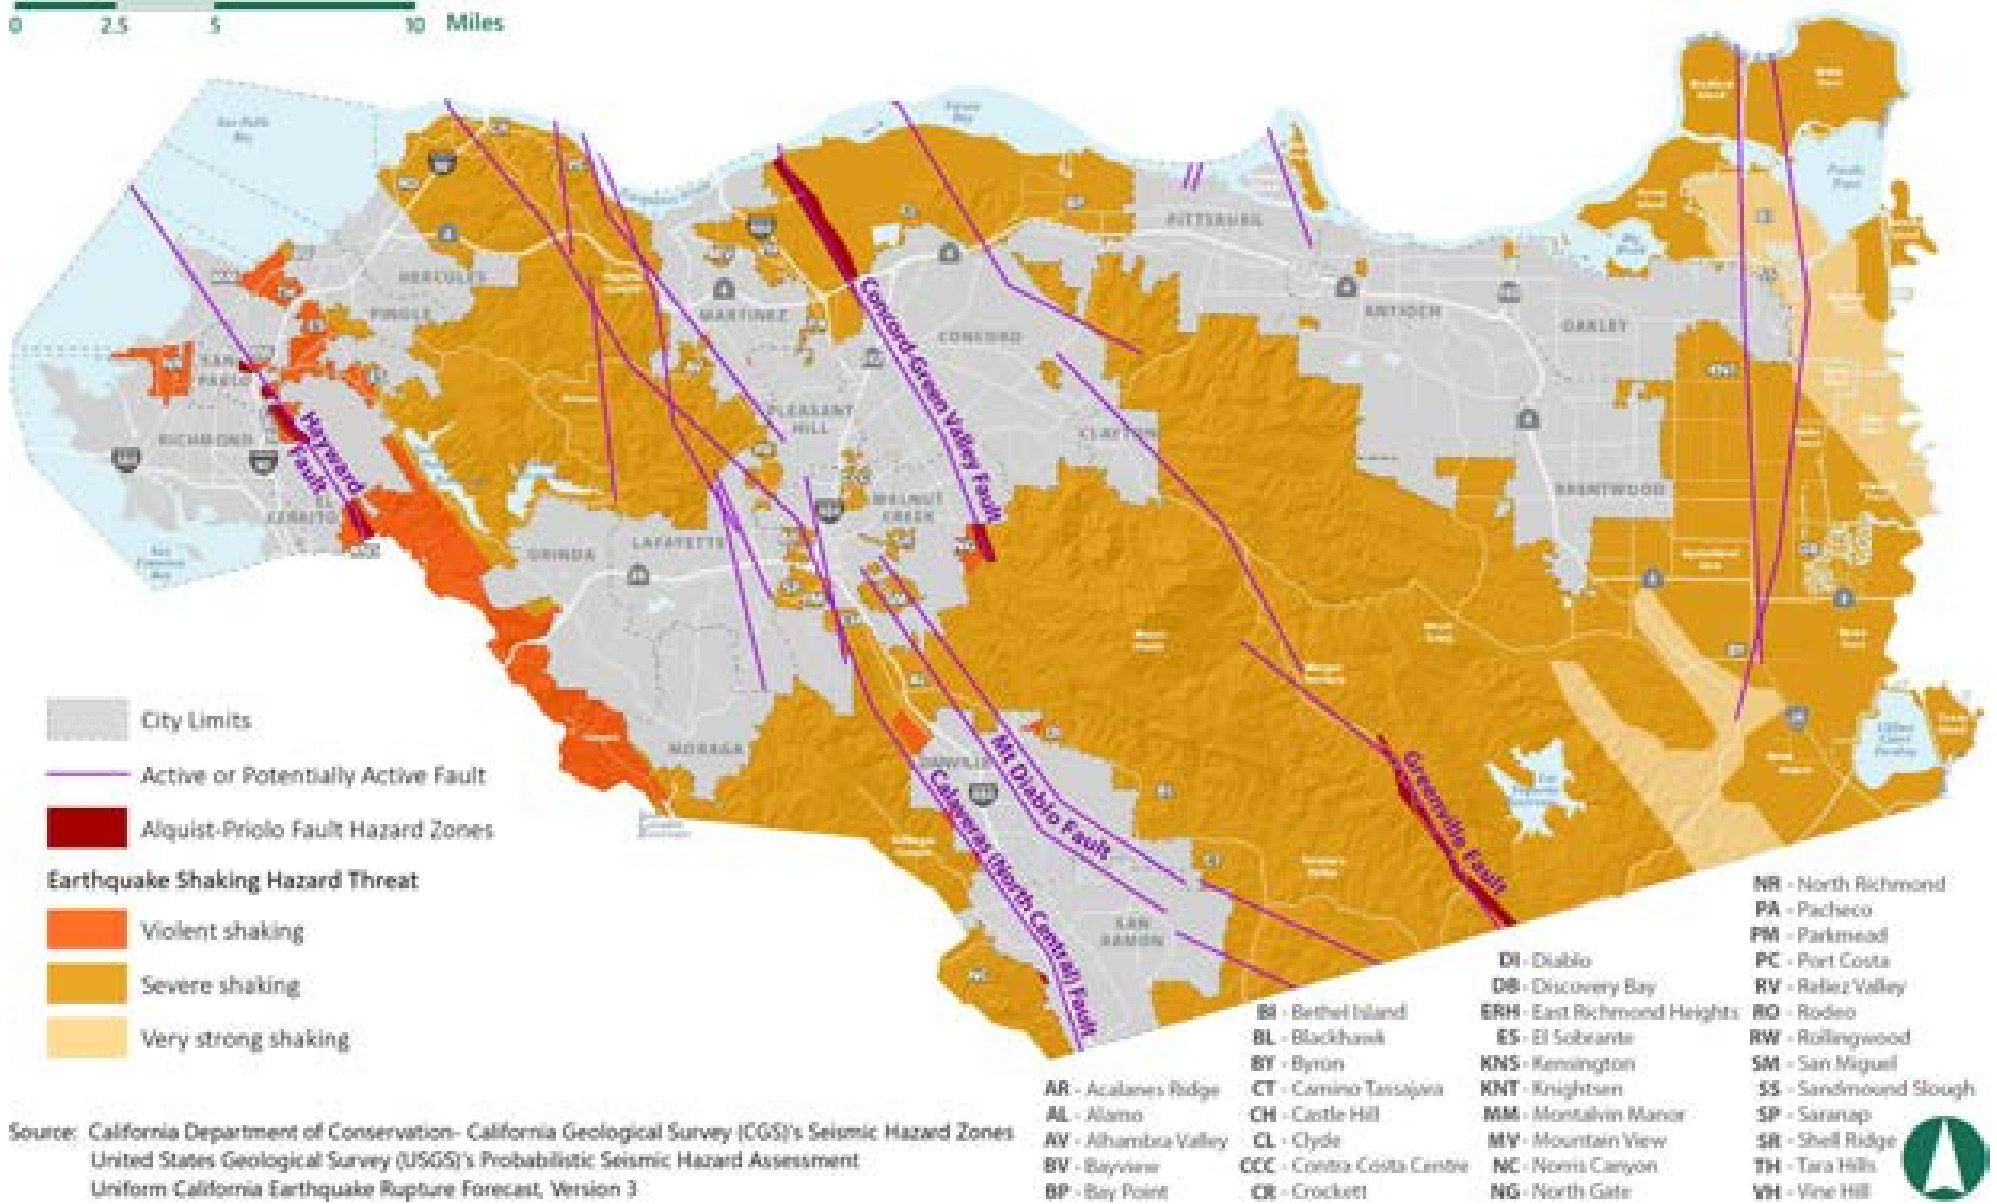 0 2.5 5 10 Miles
HERCULES
PINOLE
SAN
PABLO
RICHMOND
EL
CERRITO
Hayward
Fault
MARTINEZ
PLEASANT
HILL
CONCORD
Concord-Green Valley Fault
CLAYTON
PITTSBURG
ANTIOCH
OAKLEY
BRENTWOOD
KNT
BP
WALNUT
CREEK
LAFAYETTE
ORINDA
MORAGA
DANVILLE
SAN
RAMON
Mt Diablo Fault
Calaveras (North Central) Fault
Greenville Fault
NC
City Limits
Active or Potentially Active Fault
Alquist-Priolo Fault Hazard Zones
Earthquake Shaking Hazard Threat
Violent shaking
Severe shaking
Very strong shaking
AR - Acalanes Ridge
AL - Alamo
AV - Alhambra Valley
BV - Bayview
BP - Bay Point
BI - Bethel Island
BL - Blackhawk
BY - Byron
CT - Camino Tassajara
CH - Castle Hill
CL - Clyde
CCC - Contra Costa Centre
CR - Crockett
DI - Diablo
DB - Discovery Bay
ERH - East Richmond Heights
ES - El Sobrante
KNS - Kensington
KNT - Knightsen
MM - Montalvin Manor
MV - Mountain View
NC - Norris Canyon
NG - North Gate
NR - North Richmond
PA - Pacheco
PM - Parkmead
PC - Port Costa
RV - Reliez Valley
RO - Rodeo
RW - Rollingwood
SM - San Miguel
SS - Sandmound Slough
SP - Saranap
SR - Shell Ridge
TH - Tara Hills
VH - Vine Hill
Source: California Department of Conservation- California Geological Survey (CGS)'s Seismic Hazard Zones
United States Geological Survey (USGS)'s Probabilistic Seismic Hazard Assessment
Uniform California Earthquake Rupture Forecast, Version 3